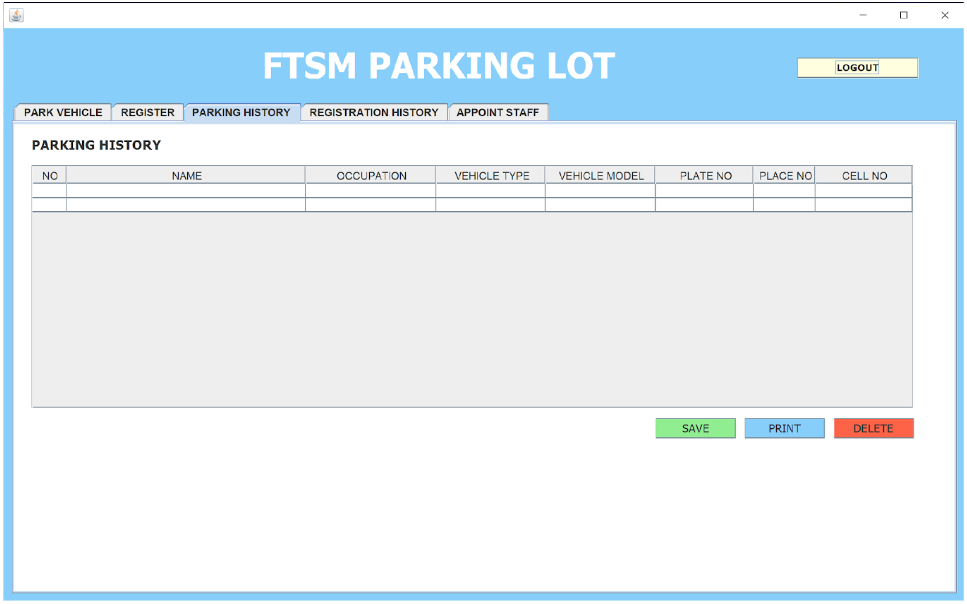 FTSM PARKING LOT
LOGOUT
PARK VEHICLE REGISTER PARKING HISTORY REGISTRATION HISTORY APPOINT STAFF
PARKING HISTORY
NO NAME OCCUPATION VEHICLE TYPE VEHICLE MODEL PLATE NO PLACE NO CELL NO
SAVE PRINT DELETE